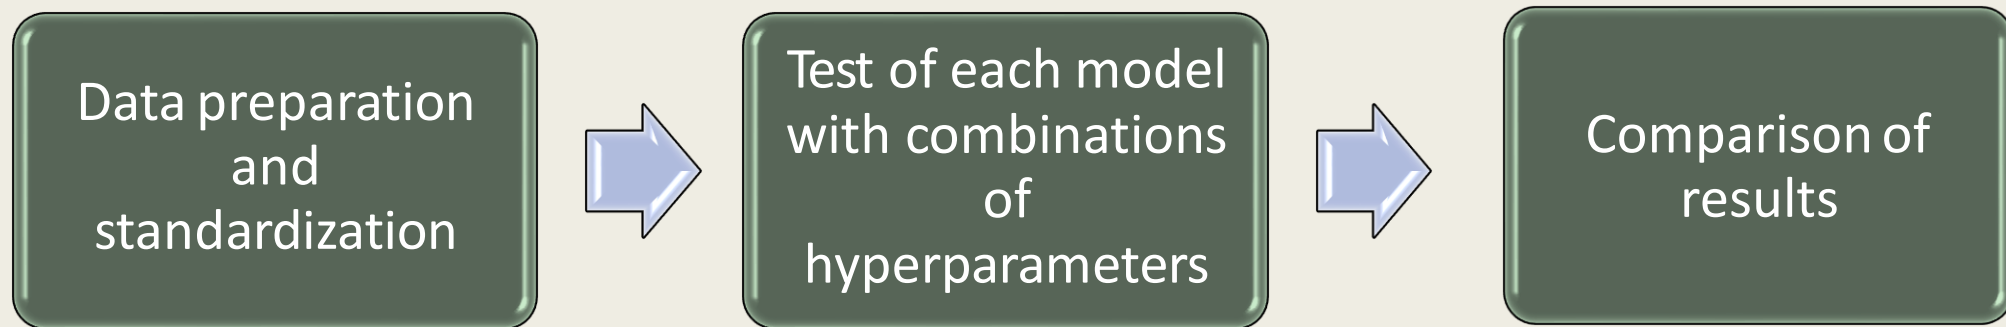 Data preparation
and
standardization
Test of each model
with combinations
of
hyperparameters
Comparison of
results